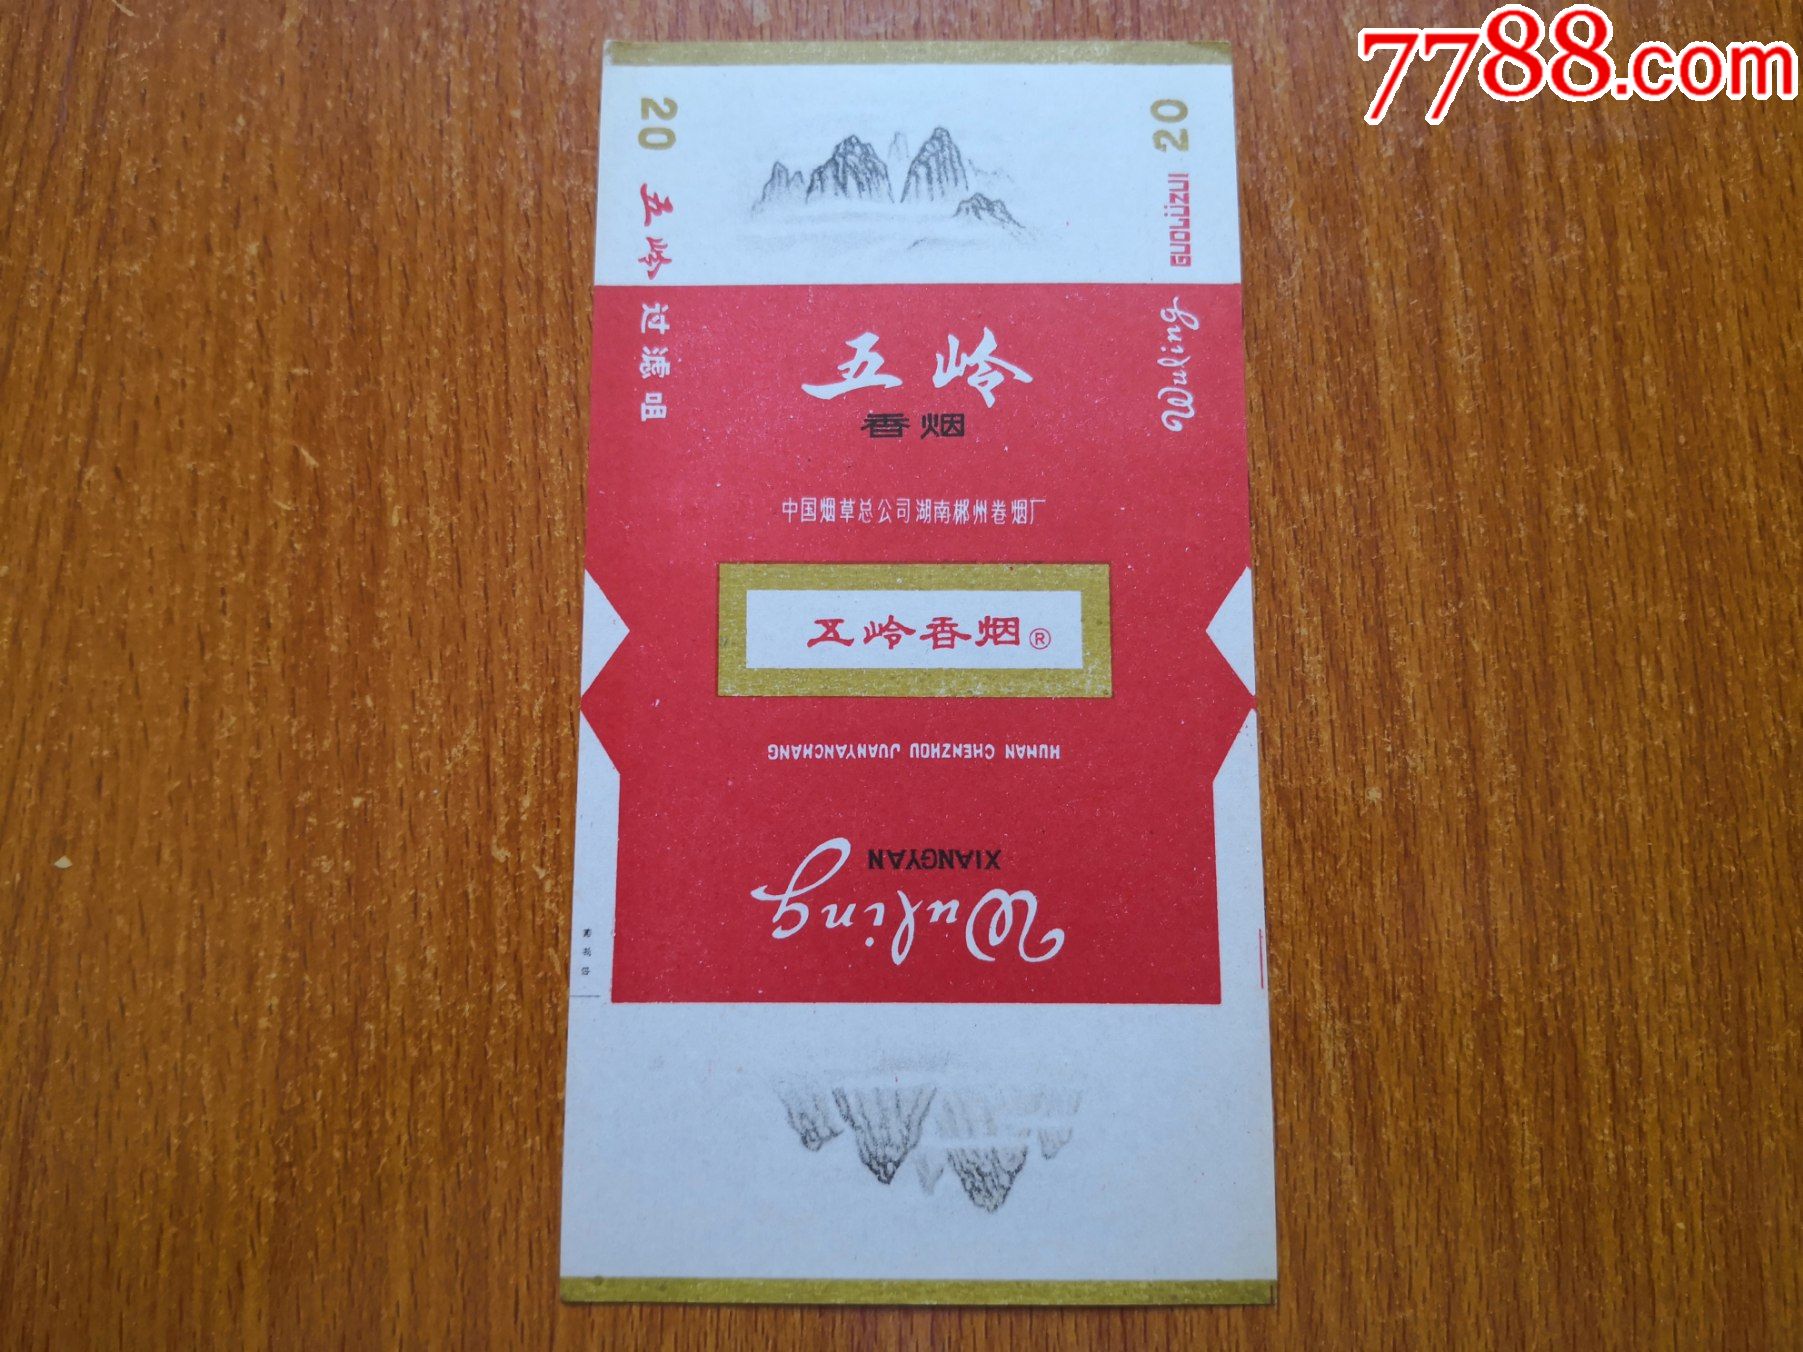 7788.com
20 五岭 过滤咀
20 GUOLÜZUI Wuling
五岭
香烟
中国烟草总公司湖南郴州卷烟厂
五岭香烟®
HUNAN CHENZHOU JUANYANCHANG
XIANGYAN
Wuling